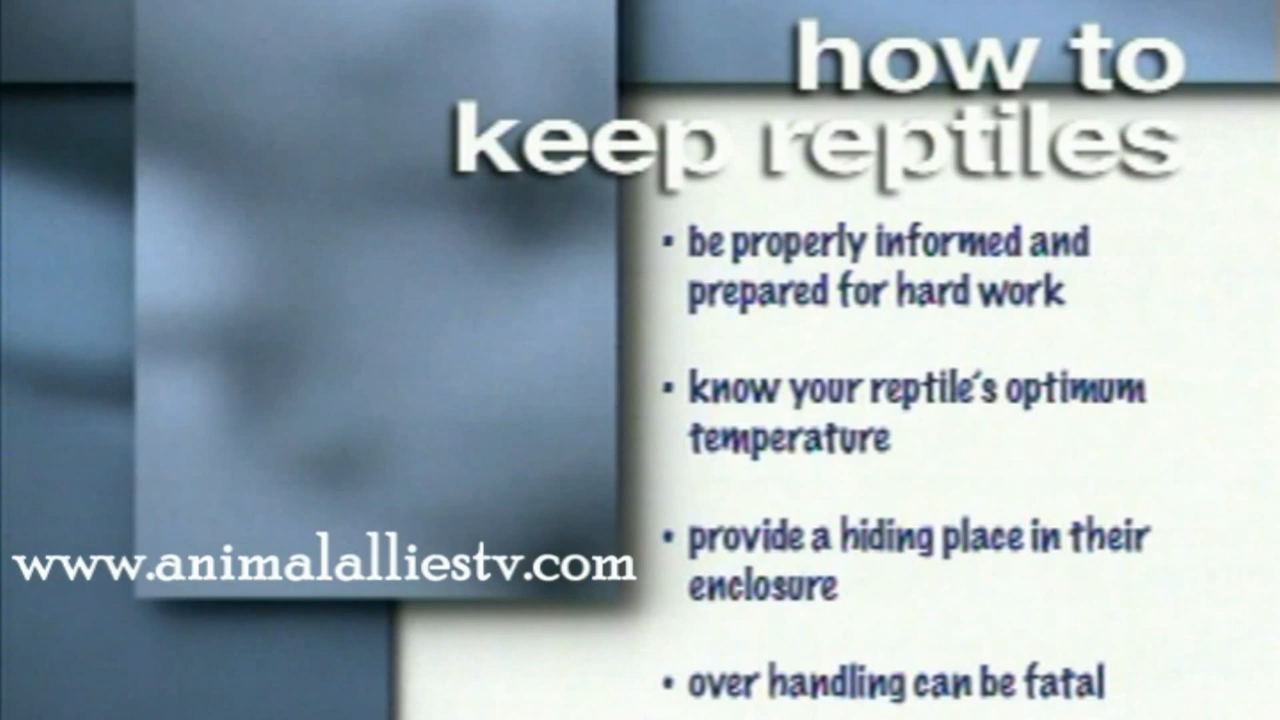 how to
keep reptiles
• be properly informed and
prepared for hard work
• know your reptile's optimum
temperature
• provide a hiding place in their
enclosure
www.animalalliestv.com
• over handling can be fatal